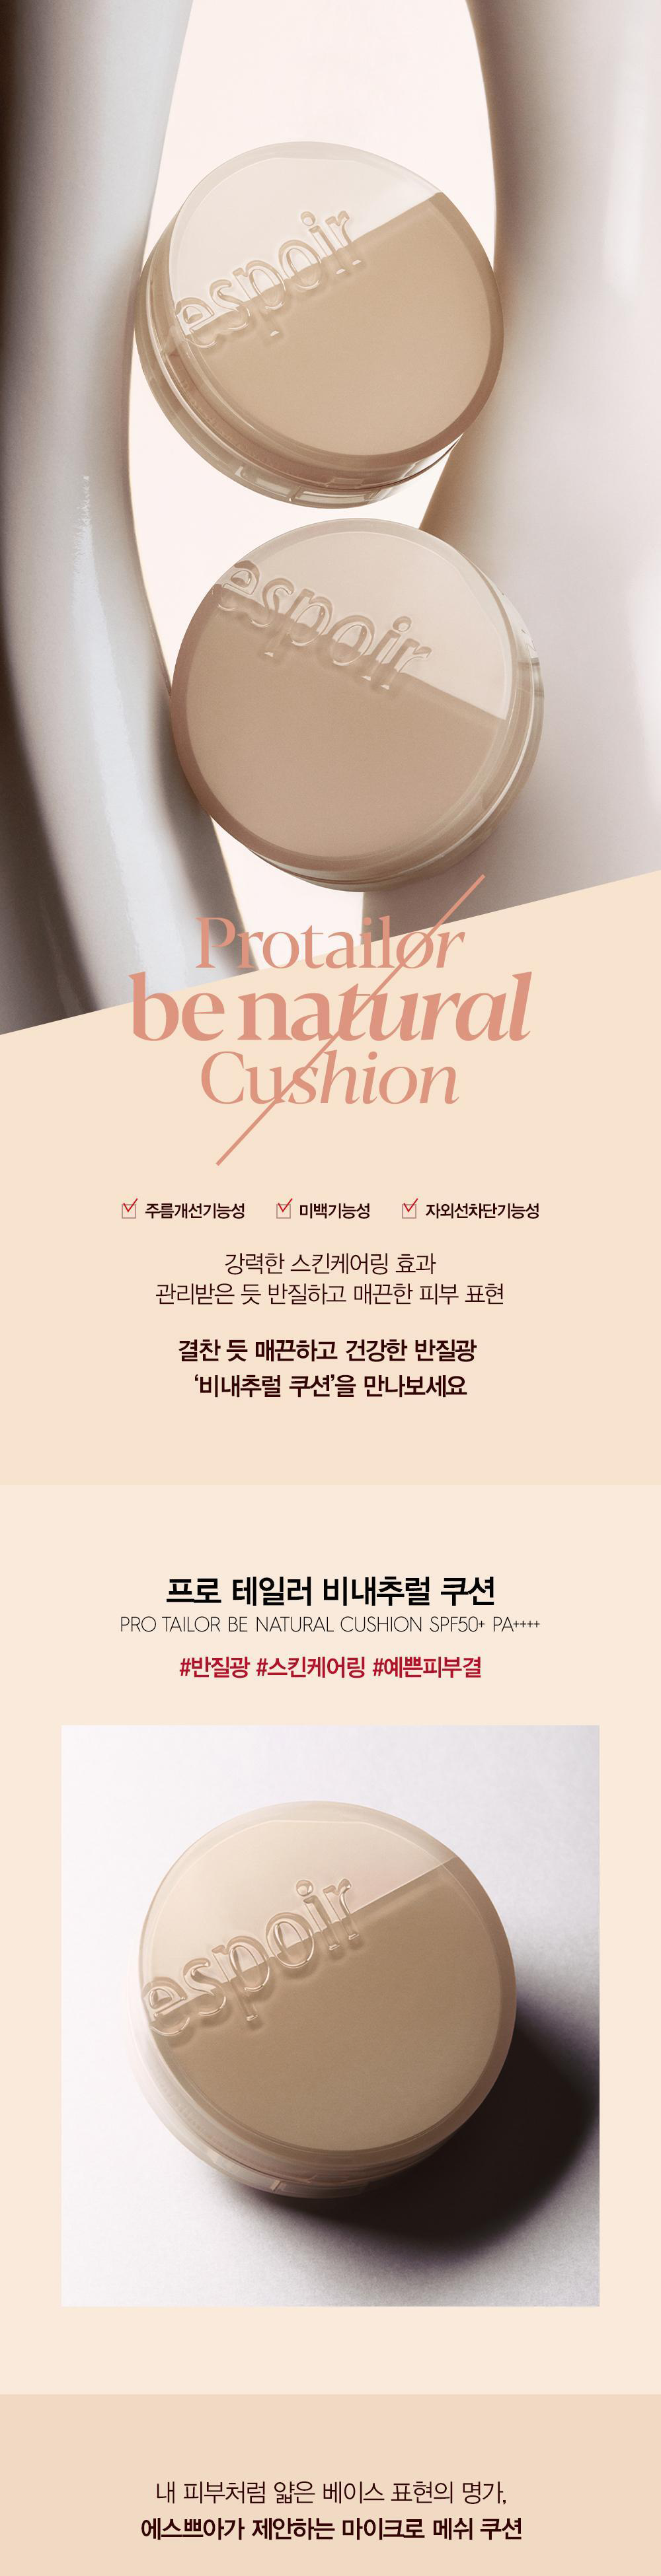 espoir
espoir
Protailor
be natural
Cushion
주름개선기능성 미백기능성 자외선차단기능성
강력한 스킨케어링 효과
관리받은 듯 반질하고 매끈한 피부 표현
결찬 듯 매끈하고 건강한 반질광
‘비내추럴 쿠션’을 만나보세요
프로 테일러 비내추럴 쿠션
PRO TAILOR BE NATURAL CUSHION SPF50+ PA++++
#반질광 #스킨케어링 #예쁜피부결
espoir
내 피부처럼 얇은 베이스 표현의 명가,
에스쁘아가 제안하는 마이크로 메쉬 쿠션